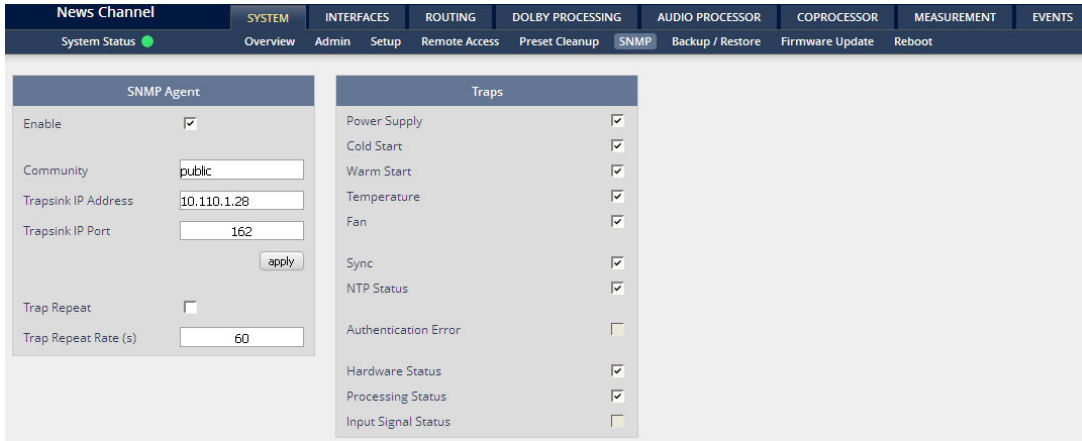 News Channel
SYSTEM INTERFACES ROUTING DOLBY PROCESSING AUDIO PROCESSOR COPROCESSOR MEASUREMENT EVENTS
System Status Overview Admin Setup Remote Access Preset Cleanup SNMP Backup / Restore Firmware Update Reboot
SNMP Agent
Enable
Community public
Trapsink IP Address 10.110.1.28
Trapsink IP Port 162
apply
Trap Repeat
Trap Repeat Rate (s) 60
Traps
Power Supply
Cold Start
Warm Start
Temperature
Fan
Sync
NTP Status
Authentication Error
Hardware Status
Processing Status
Input Signal Status